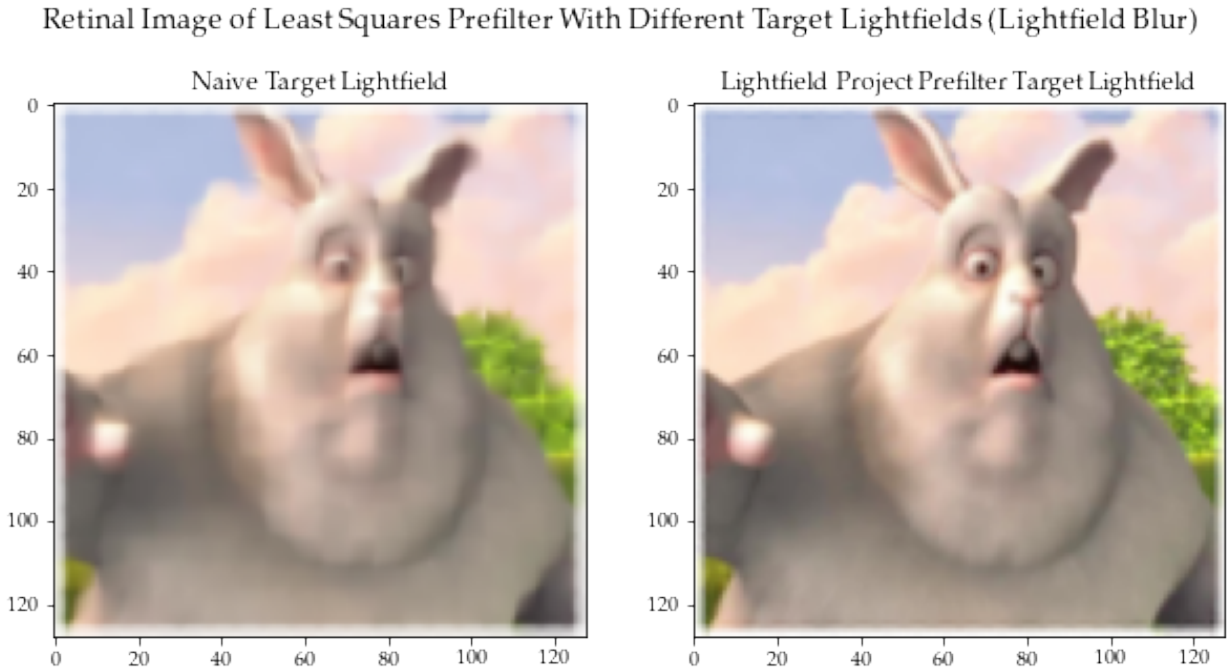 Retinal Image of Least Squares Prefilter With Different Target Lightfields (Lightfield Blur)
Naive Target Lightfield
0
20
40
60
80
100
120
0 20 40 60 80 100 120
Lightfield Project Prefilter Target Lightfield
0
20
40
60
80
100
120
0 20 40 60 80 100 120